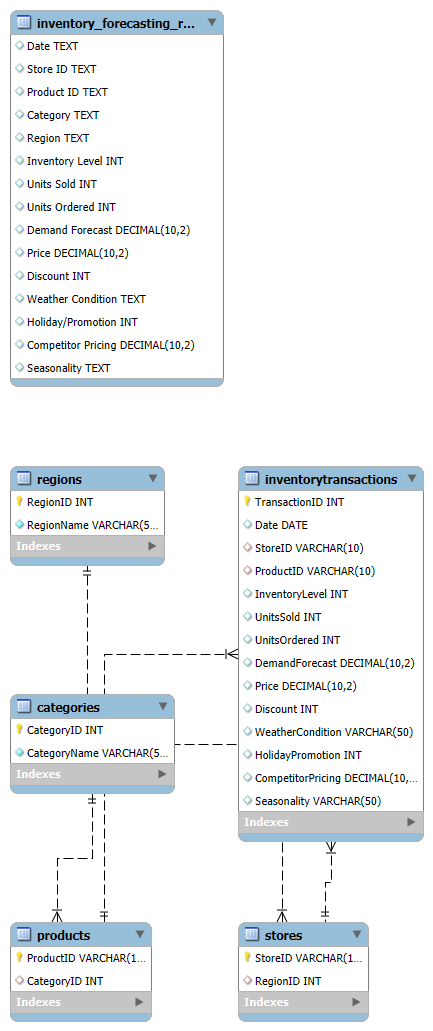 inventory_forecasting_r...
Date TEXT
Store ID TEXT
Product ID TEXT
Category TEXT
Region TEXT
Inventory Level INT
Units Sold INT
Units Ordered INT
Demand Forecast DECIMAL(10,2)
Price DECIMAL(10,2)
Discount INT
Weather Condition TEXT
Holiday/Promotion INT
Competitor Pricing DECIMAL(10,2)
Seasonality TEXT
regions
RegionID INT
RegionName VARCHAR(5...
Indexes
inventorytransactions
TransactionID INT
Date DATE
StoreID VARCHAR(10)
ProductID VARCHAR(10)
InventoryLevel INT
UnitsSold INT
UnitsOrdered INT
DemandForecast DECIMAL(10,2)
Price DECIMAL(10,2)
Discount INT
WeatherCondition VARCHAR(50)
HolidayPromotion INT
CompetitorPricing DECIMAL(10,...
Seasonality VARCHAR(50)
Indexes
categories
CategoryID INT
CategoryName VARCHAR(5...
Indexes
products
ProductID VARCHAR(1...
CategoryID INT
Indexes
stores
StoreID VARCHAR(1...
RegionID INT
Indexes